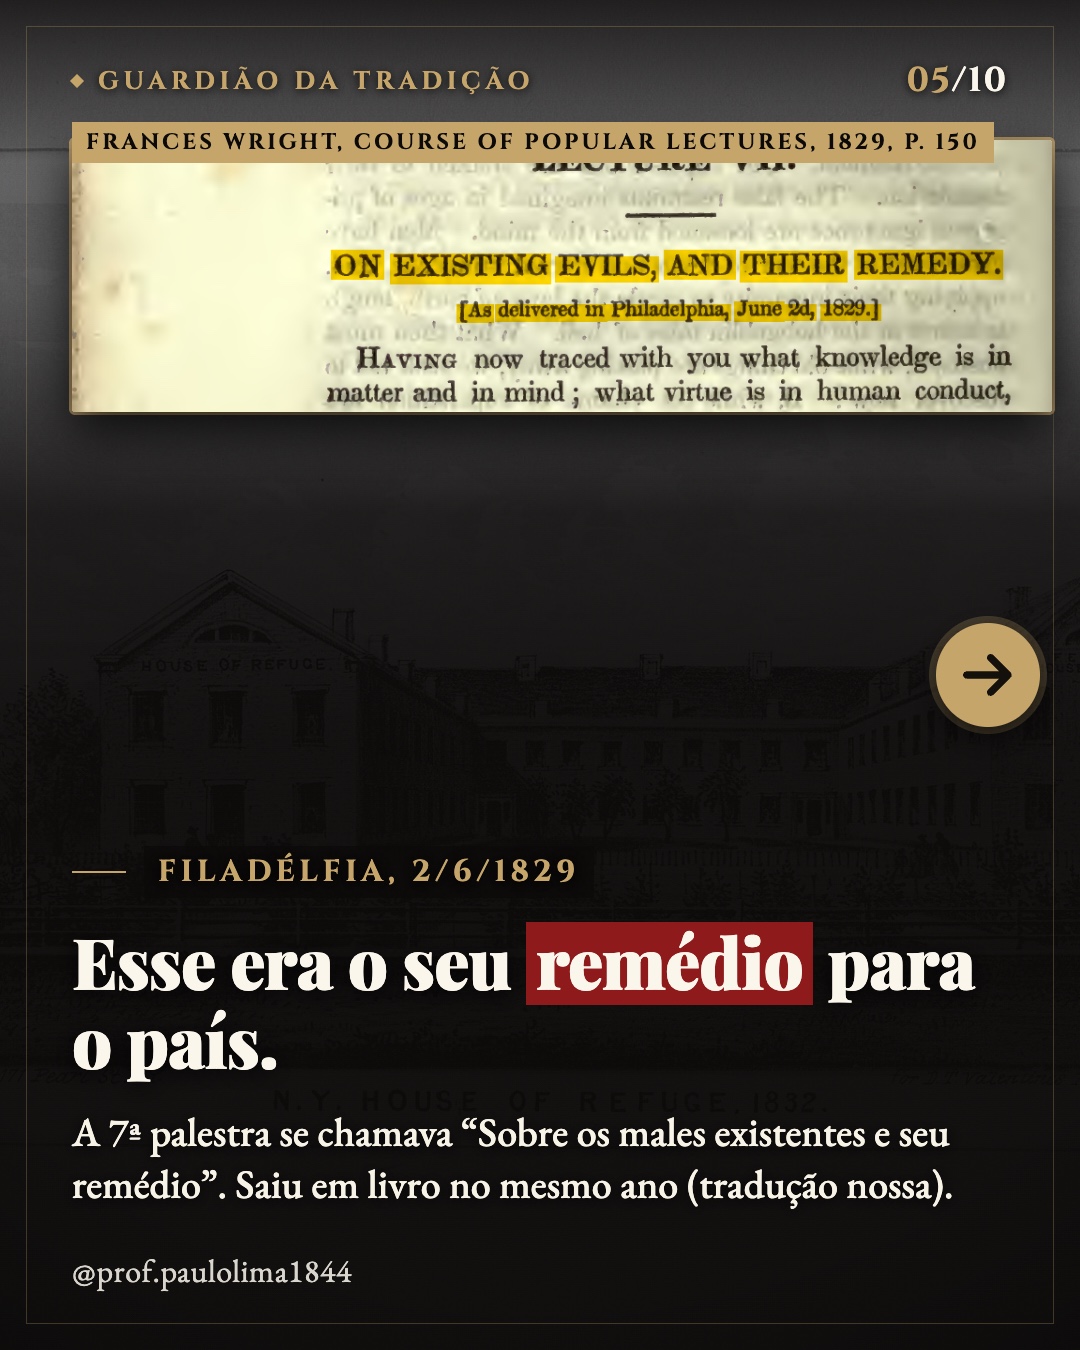 ◆ GUARDIÃO DA TRADIÇÃO
05/10
FRANCES WRIGHT, COURSE OF POPULAR LECTURES, 1829, P. 150
LECTURE VII.
ON EXISTING EVILS, AND THEIR REMEDY.
[As delivered in Philadelphia, June 2d, 1829.]
HAVING now traced with you what knowledge is in
matter and in mind; what virtue is in human conduct,
HOUSE OF REFUGE.
FILADÉLFIA, 2/6/1829
Esse era o seu remédio para
o país.
N.Y. HOUSE OF REFUGE, 1832.
A 7ª palestra se chamava “Sobre os males existentes e seu
remédio”. Saiu em livro no mesmo ano (tradução nossa).
@prof.paulolima1844